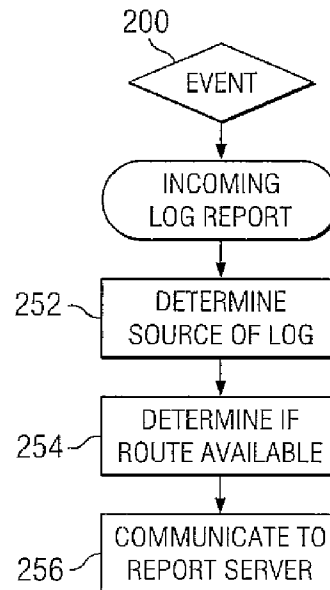 200
EVENT
INCOMING
LOG REPORT
252
DETERMINE
SOURCE OF LOG
254
DETERMINE IF
ROUTE AVAILABLE
256
COMMUNICATE TO
REPORT SERVER